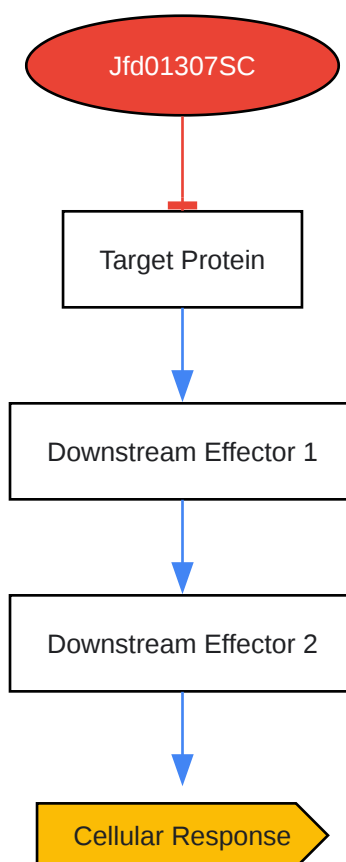 Jfd01307SC
Target Protein
Downstream Effector 1
Downstream Effector 2
Cellular Response